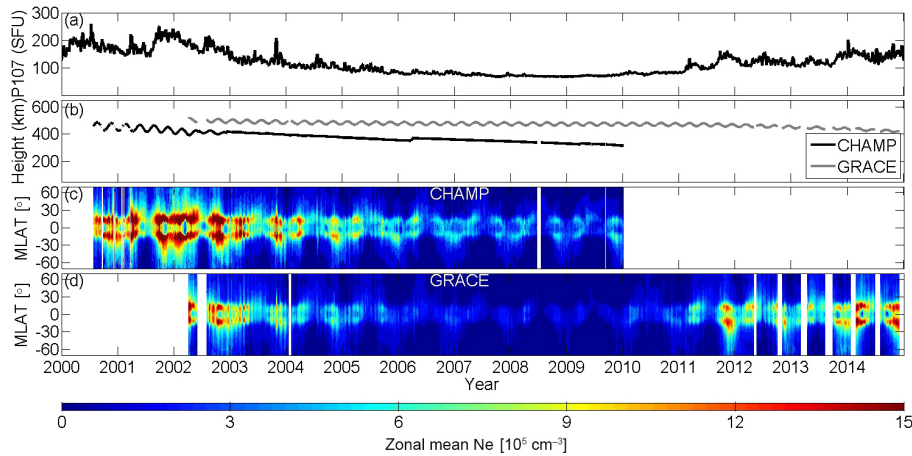 (a)
P107 (SFU)
300
200
100
(b)
Height (km)
600
400
200
CHAMP
GRACE
(c)
CHAMP
MLAT [°]
60
30
0
-30
-60
(d)
GRACE
MLAT [°]
60
30
0
-30
-60
2000 2001 2002 2003 2004 2005 2006 2007 2008 2009 2010 2011 2012 2013 2014
Year
0 3 6 9 12 15
Zonal mean Ne [10⁵ cm⁻³]